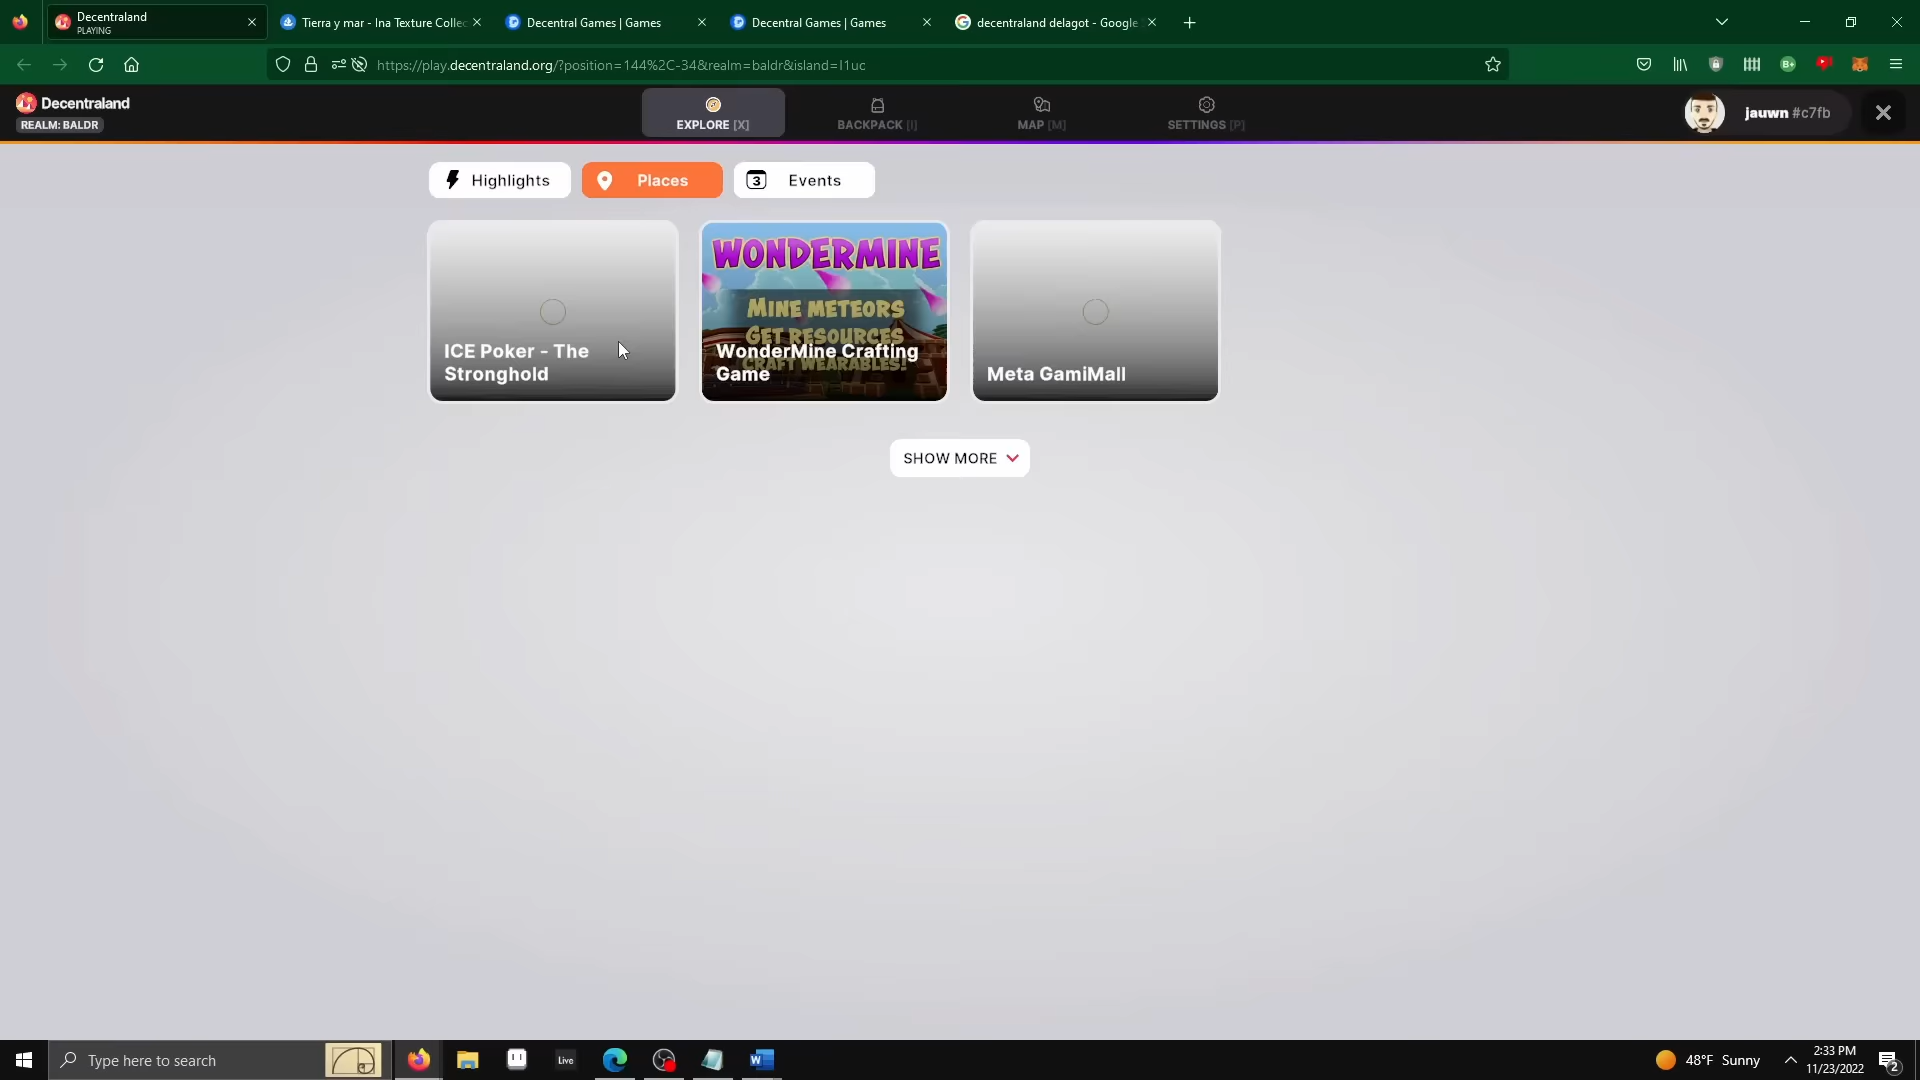 Decentraland
PLAYING
Tierra y mar - Ina Texture Collec
Decentral Games | Games
Decentral Games | Games
decentraland delagot - Google
https://play.decentraland.org/?position=144%2C-34&realm=baldr&island=I1uc
Decentraland
REALM: BALDR
EXPLORE [X]
BACKPACK [I]
MAP [M]
SETTINGS [P]
jauwn #c7fb
Highlights
Places
3
Events
ICE Poker - The
Stronghold
WONDERMINE
MINE METEORS
GET RESOURCES
CRAFT WEARABLES!
WonderMine Crafting
Game
Meta GamiMall
SHOW MORE
Type here to search
Live
48°F Sunny
2:33 PM
11/23/2022
2